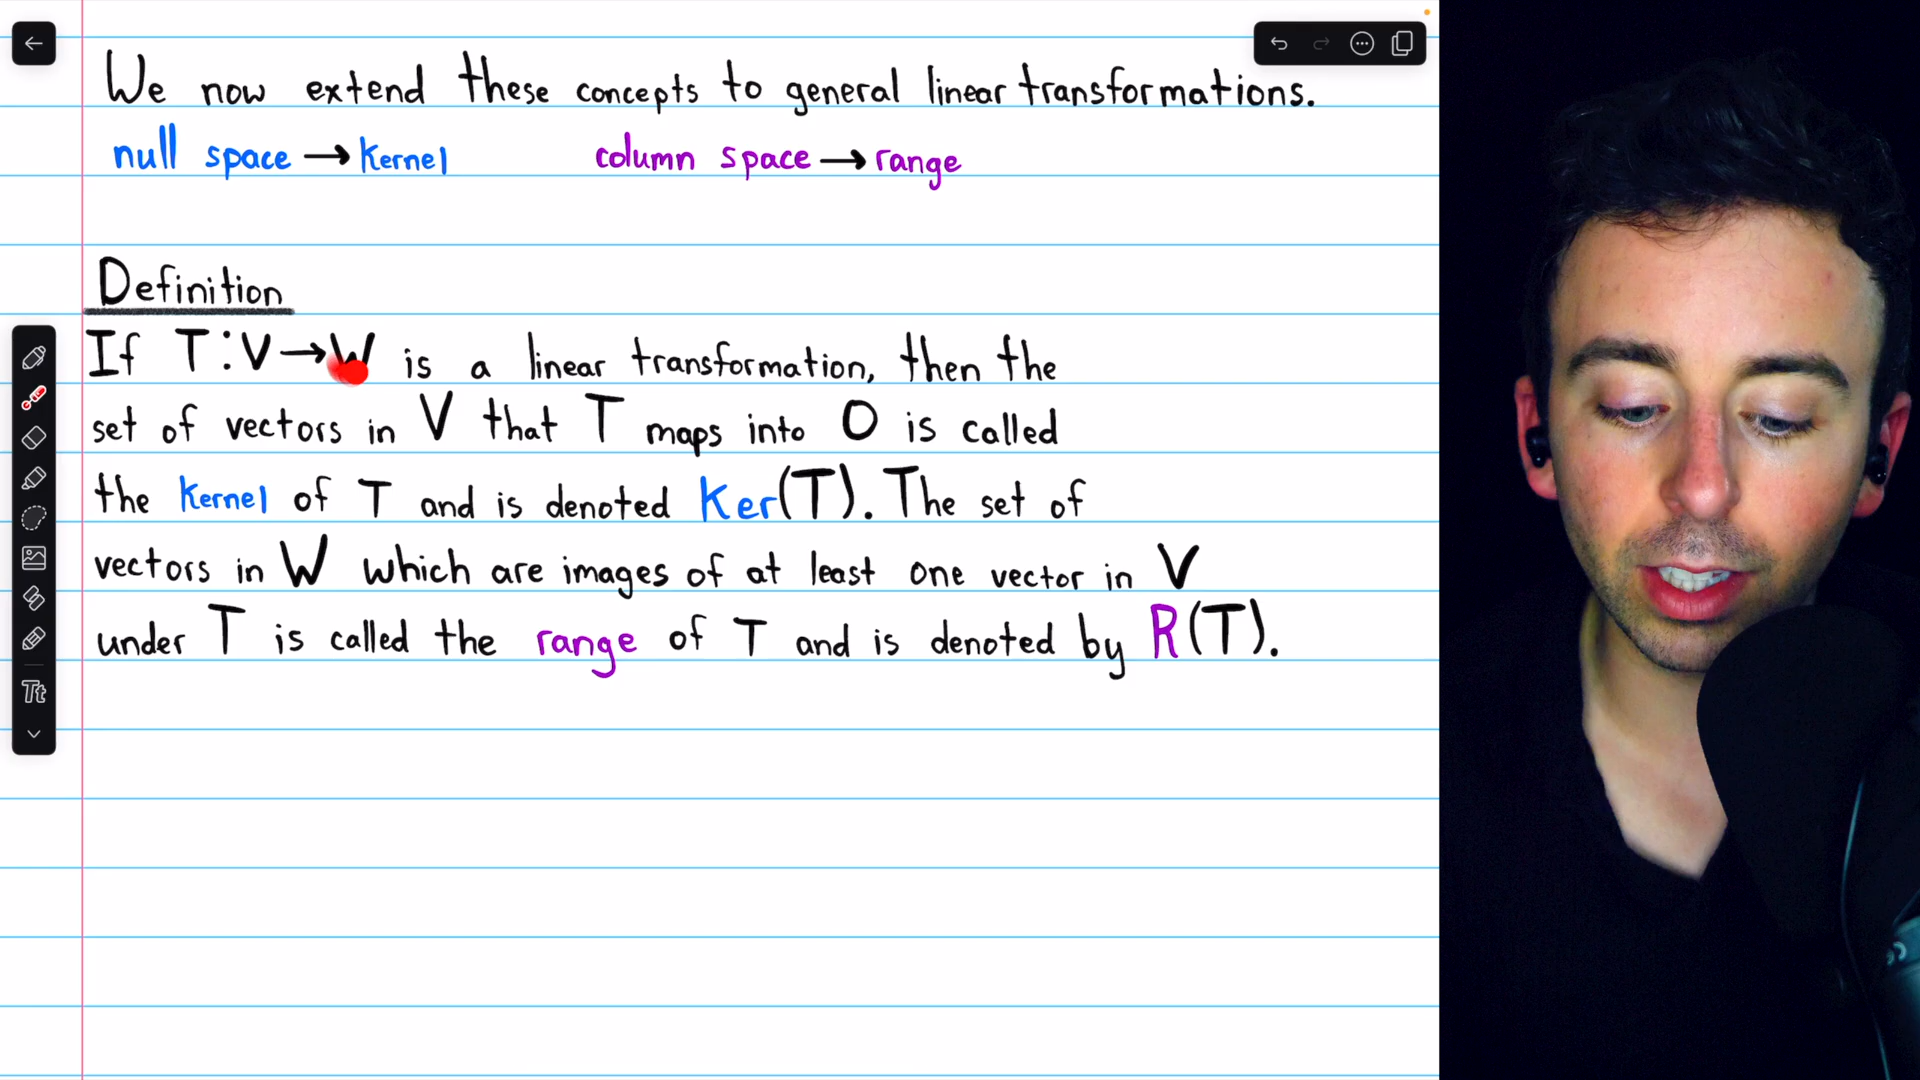 We now extend these concepts to general linear transformations.
null space → kernel column space → range
Definition
If T:V→W is a linear transformation, then the
set of vectors in V that T maps into 0 is called
the kernel of T and is denoted Ker(T). The set of
vectors in W which are images of at least one vector in V
under T is called the range of T and is denoted by R(T).
Tt